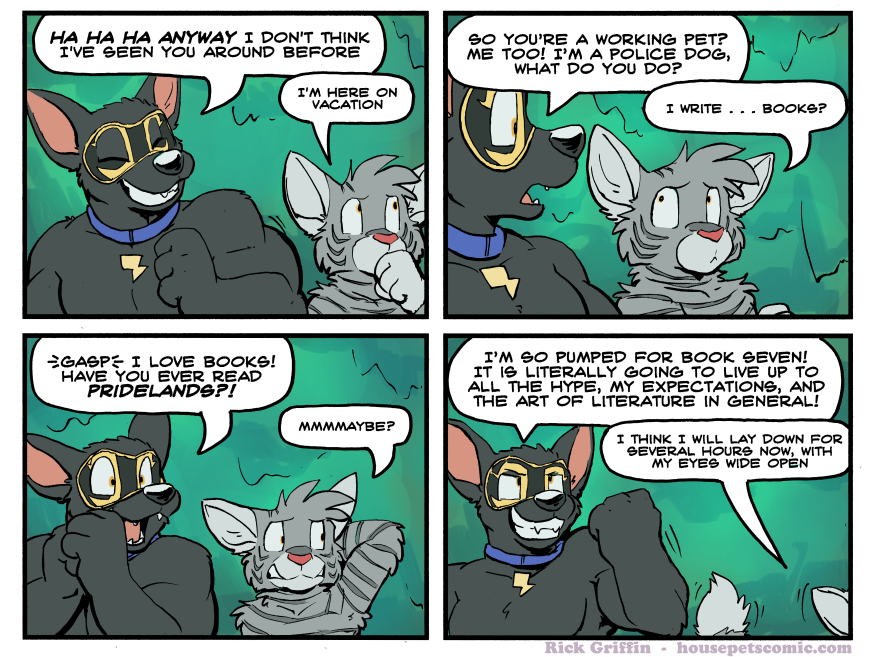 HA HA HA ANYWAY I DON'T THINK
I'VE SEEN YOU AROUND BEFORE
I'M HERE ON
VACATION
SO YOU'RE A WORKING PET?
ME TOO! I'M A POLICE DOG,
WHAT DO YOU DO?
I WRITE . . . BOOKS?
GASP I LOVE BOOKS!
HAVE YOU EVER READ
PRIDELANDS?!
MMMMAYBE?
I'M SO PUMPED FOR BOOK SEVEN!
IT IS LITERALLY GOING TO LIVE UP TO
ALL THE HYPE, MY EXPECTATIONS, AND
THE ART OF LITERATURE IN GENERAL!
I THINK I WILL LAY DOWN FOR
SEVERAL HOURS NOW, WITH
MY EYES WIDE OPEN
Rick Griffin - housepetscomic.com